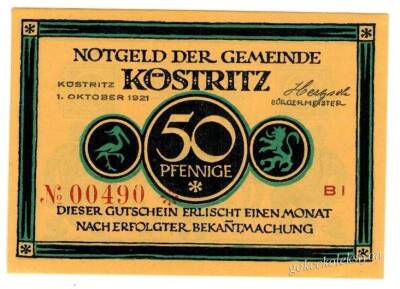 NOTGELD DER GEMEINDE
KÖSTRITZ
KÖSTRITZ
1. OKTOBER 1921
BÜRGERMEISTER
50
PFENNIGE
№ 00490
B I
DIESER GUTSCHEIN ERLISCHT EINEN MONAT
NACH ERFOLGTER BEKANTMACHUNG